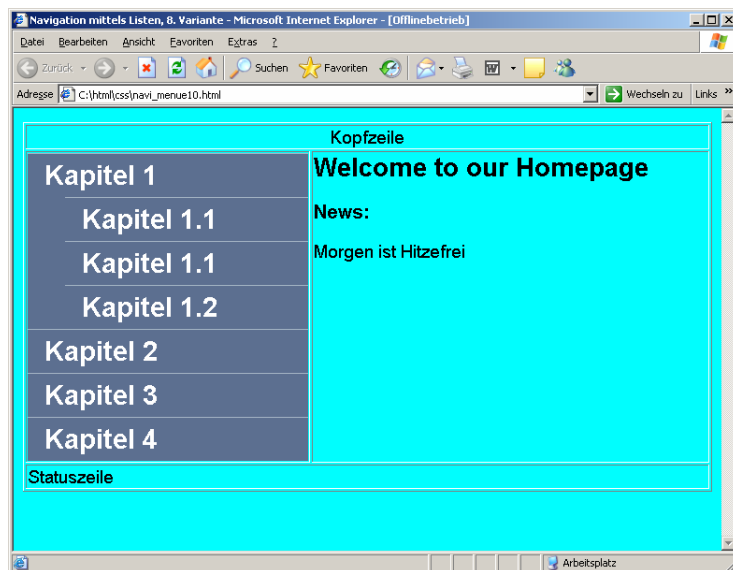 Navigation mittels Listen, 8. Variante - Microsoft Internet Explorer - [Offlinebetrieb]
Datei Bearbeiten Ansicht Favoriten Extras ?
Zurück Suchen Favoriten
Adresse C:\html\css\navi_menue10.html Wechseln zu Links »
Kopfzeile
Kapitel 1
Kapitel 1.1
Kapitel 1.1
Kapitel 1.2
Kapitel 2
Kapitel 3
Kapitel 4
Welcome to our Homepage
News:
Morgen ist Hitzefrei
Statuszeile
Arbeitsplatz